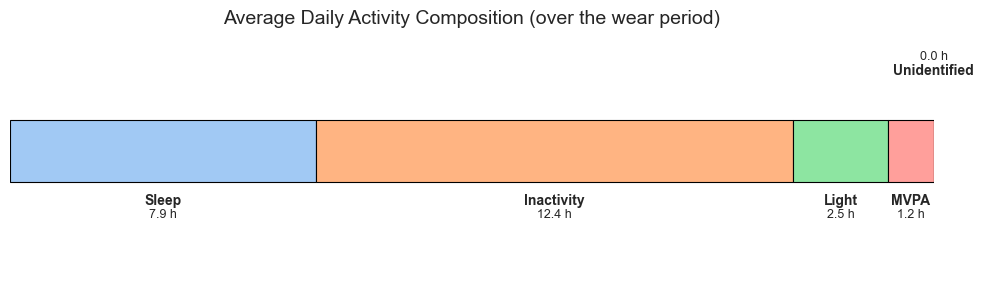 Average Daily Activity Composition (over the wear period)
0.0 h
Unidentified
Sleep
7.9 h
Inactivity
12.4 h
Light
2.5 h
MVPA
1.2 h